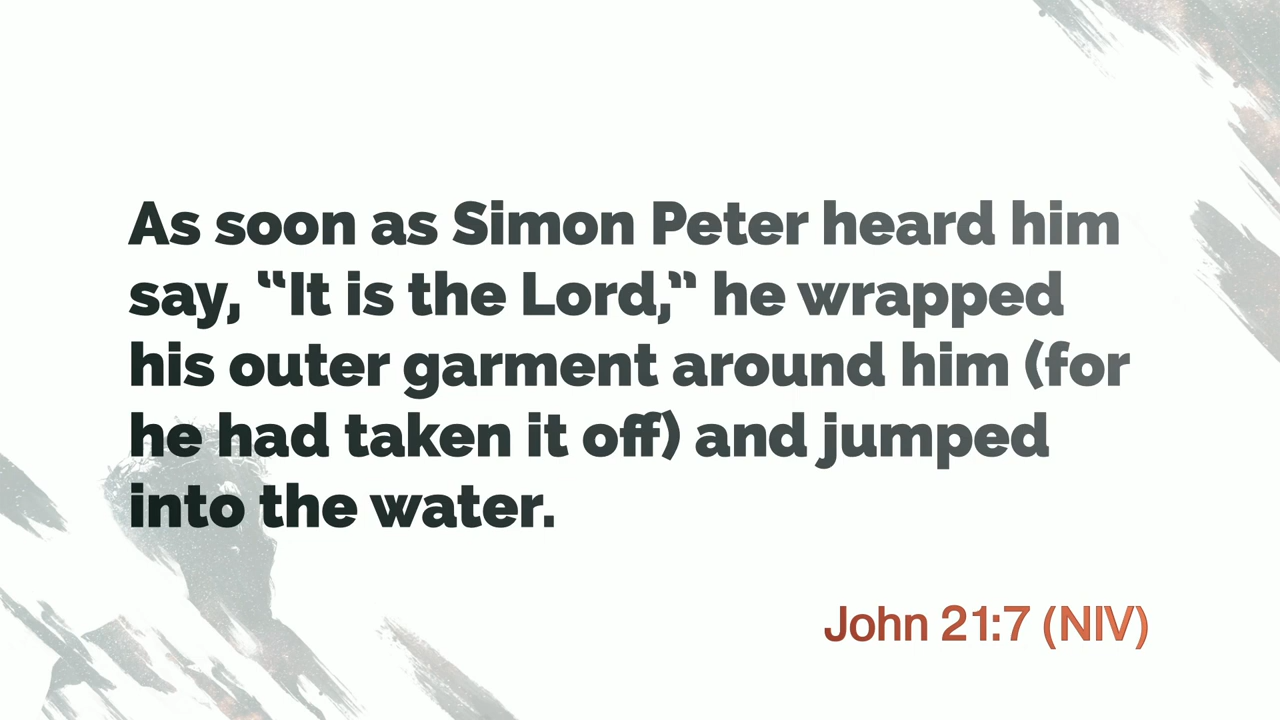 As soon as Simon Peter heard him
say, “It is the Lord,” he wrapped
his outer garment around him (for
he had taken it off) and jumped
into the water.
John 21:7 (NIV)